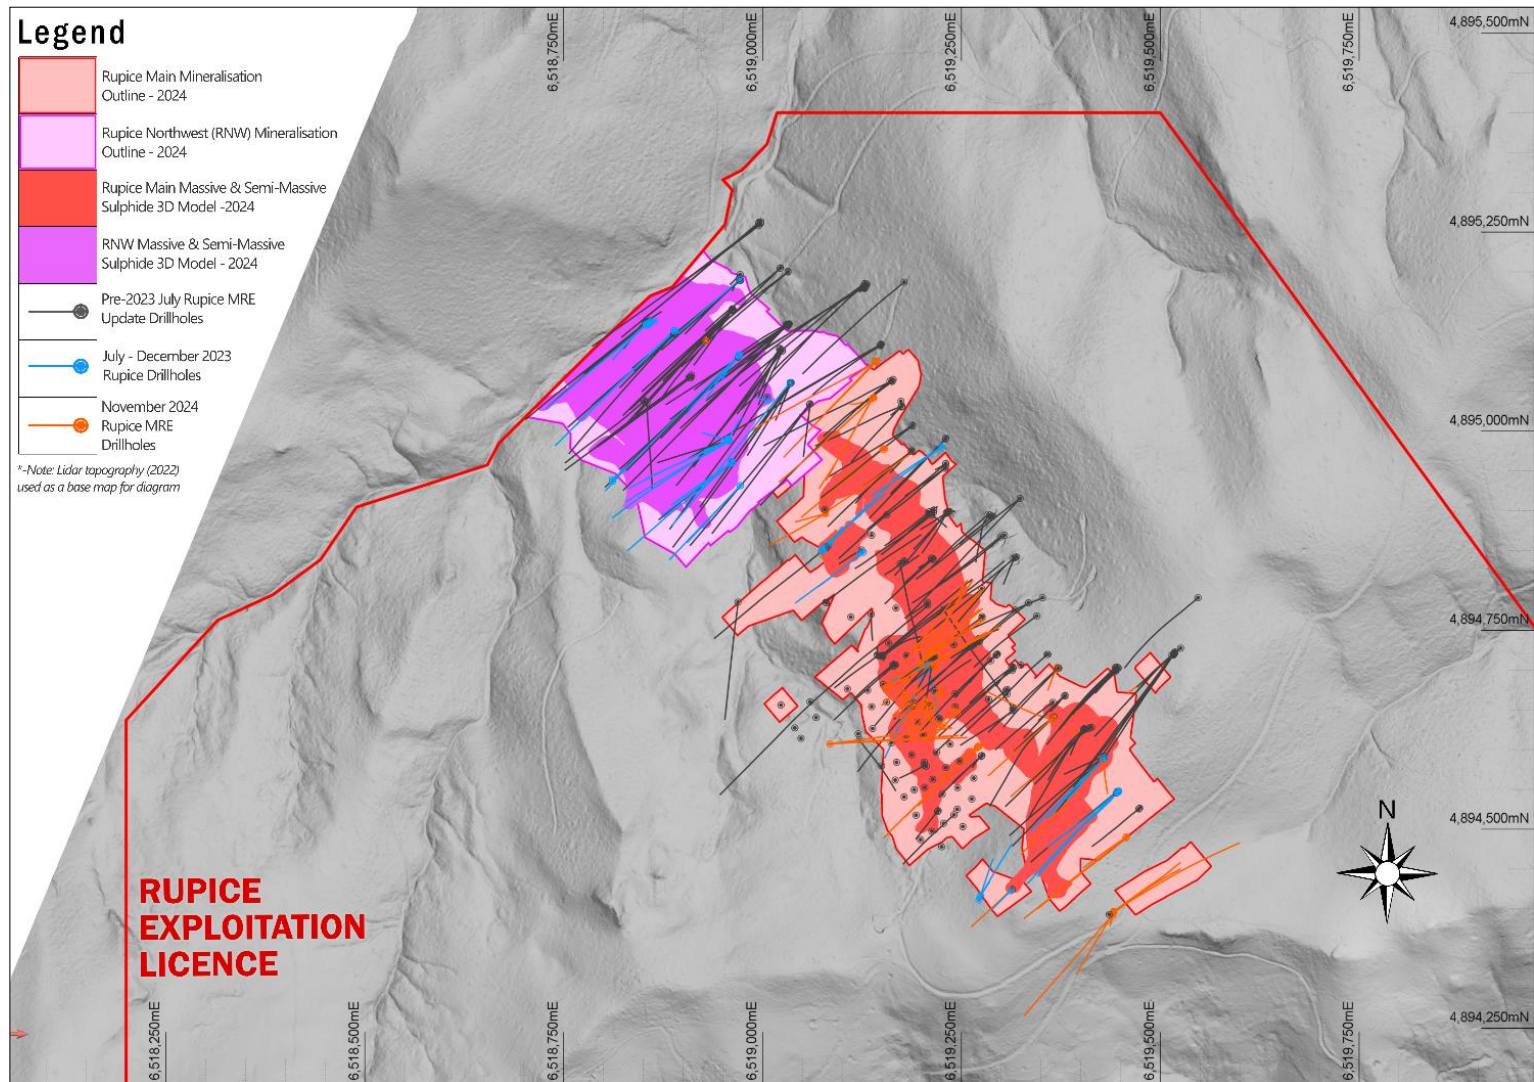 Legend
Rupice Main Mineralisation
Outline - 2024
Rupice Northwest (RNW) Mineralisation
Outline - 2024
Rupice Main Massive & Semi-Massive
Sulphide 3D Model -2024
RNW Massive & Semi-Massive
Sulphide 3D Model - 2024
Pre-2023 July Rupice MRE
Update Drillholes
July - December 2023
Rupice Drillholes
November 2024
Rupice MRE
Drillholes
*-Note: Lidar topography (2022)
used as a base map for diagram
6,518,750mE
6,519,000mE
6,519,250mE
6,519,500mE
6,519,750mE
4,895,500mN
4,895,250mN
4,895,000mN
4,894,750mN
4,894,500mN
4,894,250mN
N
RUPICE
EXPLOITATION
LICENCE
6,518,250mE
6,518,500mE
6,518,750mE
6,519,000mE
6,519,250mE
6,519,500mE
6,519,750mE